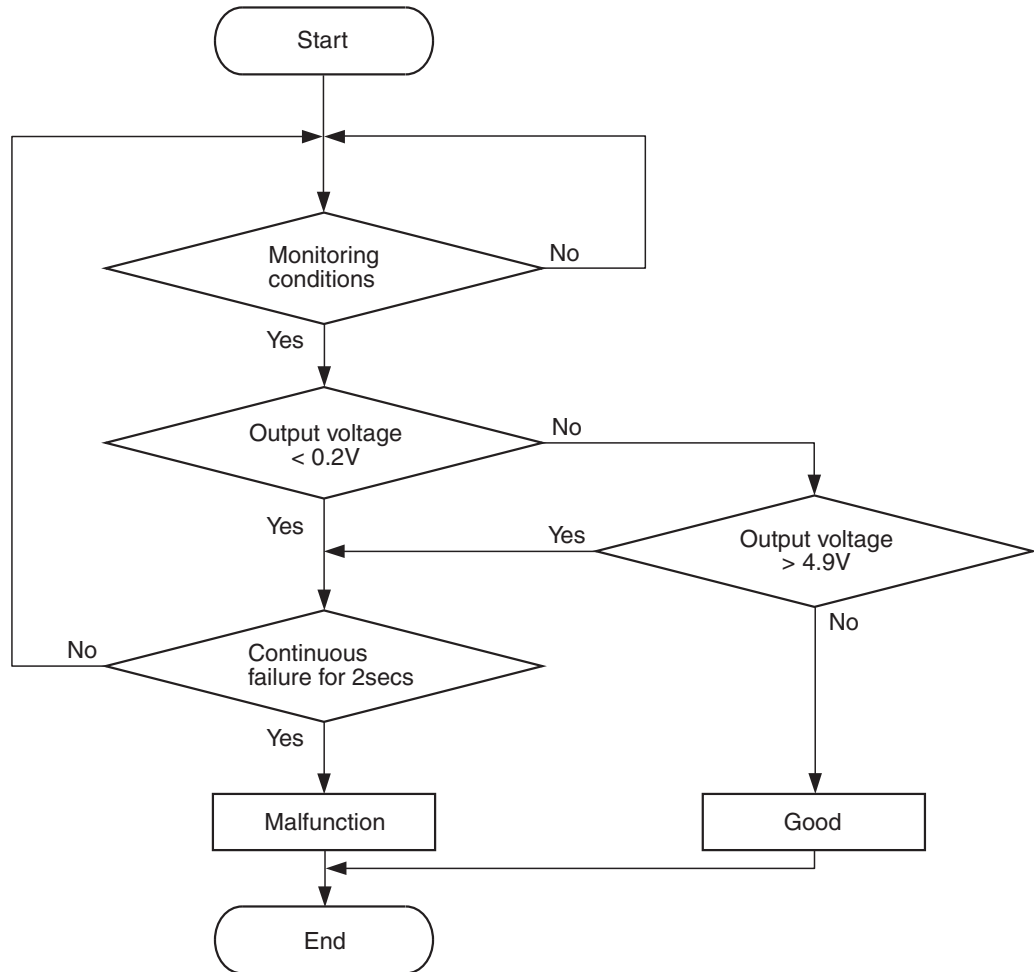 Start
Monitoring
conditions
No
Yes
Output voltage
< 0.2V
No
Yes
Yes
Output voltage
> 4.9V
No
No
Continuous
failure for 2secs
Yes
Malfunction
Good
End